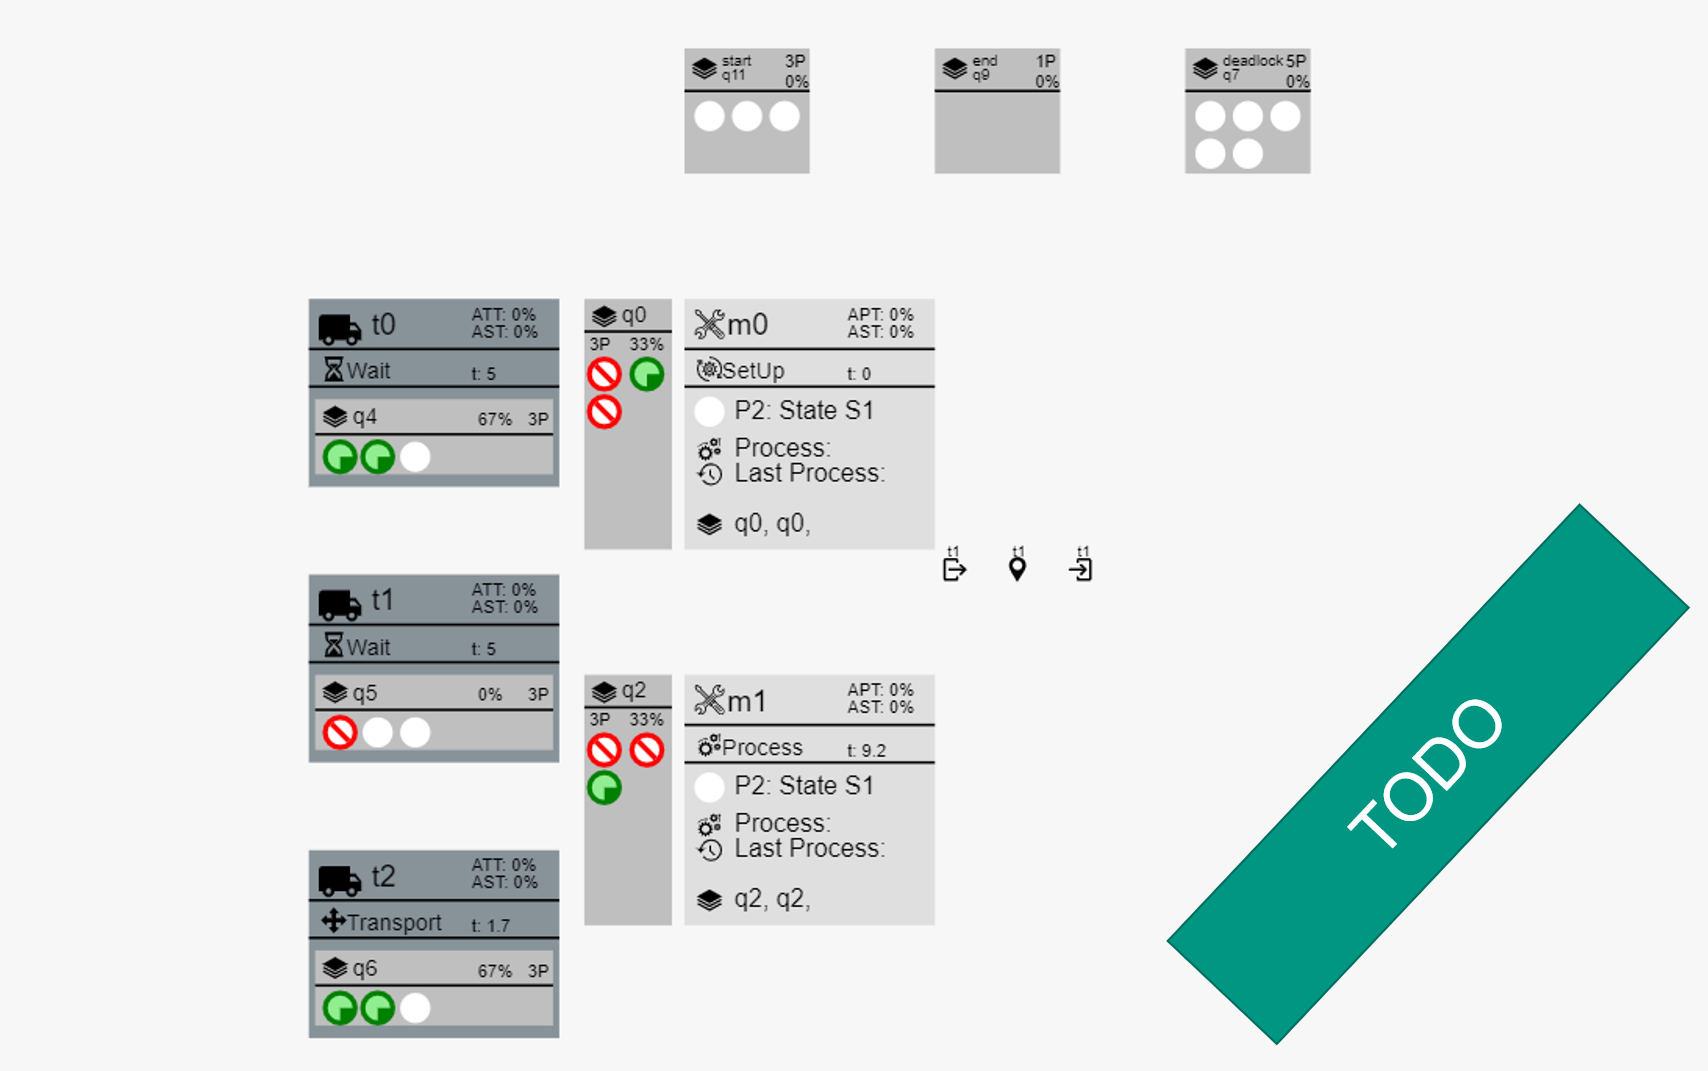 start 3P
q11 0%
end 1P
q9 0%
deadlock 5P
q7 0%
t0 ATT: 0%
AST: 0%
Wait t: 5
q4 67% 3P
q0
3P 33%
m0 APT: 0%
AST: 0%
SetUp t: 0
P2: State S1
Process:
Last Process:
q0, q0,
t1 t1 t1
t1 ATT: 0%
AST: 0%
Wait t: 5
q5 0% 3P
q2
3P 33%
m1 APT: 0%
AST: 0%
Process t: 9.2
P2: State S1
Process:
Last Process:
q2, q2,
t2 ATT: 0%
AST: 0%
Transport t: 1.7
q6 67% 3P
TODO